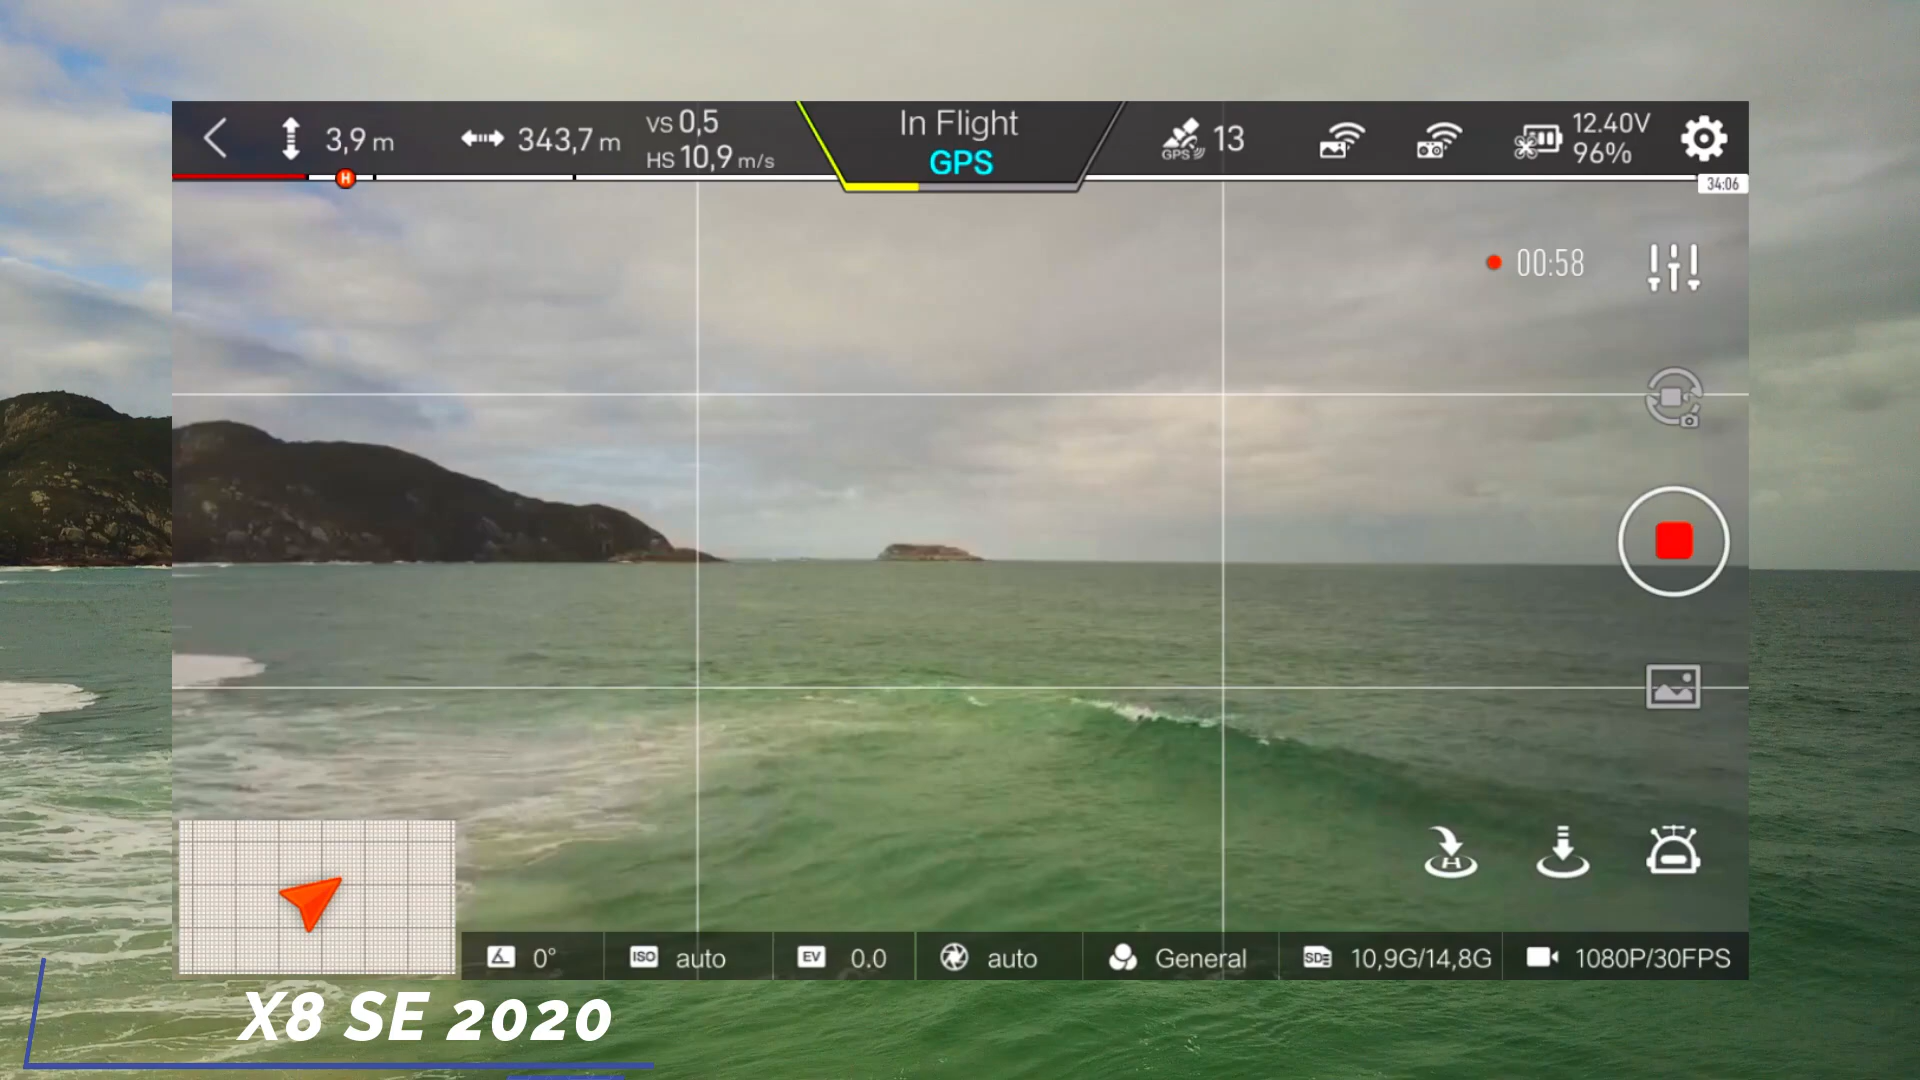 3,9 m
343,7 m
VS 0,5
HS 10,9 m/s
In Flight
GPS
GPS
13
12.40V
96%
H
34:06
00:58
H
0°
ISO auto
EV 0.0
auto
General
SD 10,9G/14,8G
1080P/30FPS
X8 SE 2020